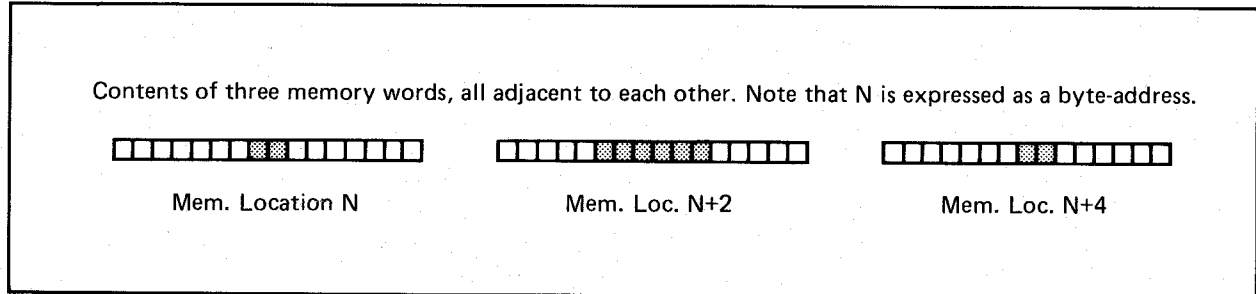 Contents of three memory words, all adjacent to each other. Note that N is expressed as a byte-address.
Mem. Location N Mem. Loc. N+2 Mem. Loc. N+4